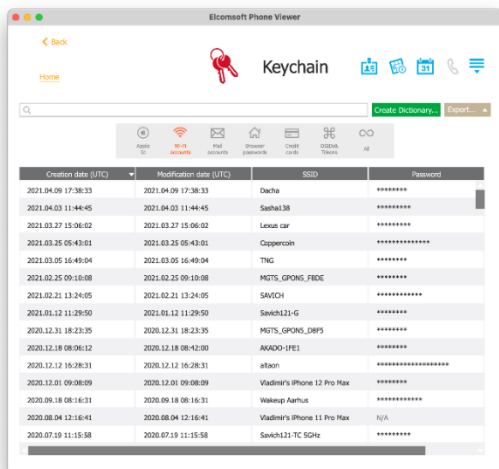 Elcomsoft Phone Viewer
Back
Keychain
31
Home
Create Dictionary... Export...
Apple ID Wi-Fi accounts Mail accounts Browser passwords Credit cards DSIDs& Tokens All
Creation date (UTC) Modification date (UTC) SSID Password
2021.04.09 17:38:33 2021.04.09 17:38:33 Dacha ********
2021.04.03 11:44:45 2021.04.03 11:44:45 Sasha138 ********
2021.03.27 15:06:02 2021.03.27 15:06:02 Lexus car ********
2021.03.25 05:43:01 2021.03.25 05:43:01 Coppercoin **************
2021.03.05 16:49:04 2021.03.05 16:49:04 TNG ********
2021.02.25 09:10:08 2021.02.25 09:10:08 MGTS_GPON5_F8DE ********
2021.02.21 13:24:05 2021.02.21 13:24:05 SAVICH ************
2021.01.12 11:29:50 2021.01.12 11:29:50 Savich121-G ********
2020.12.31 18:23:35 2020.12.31 18:23:35 MGTS_GPON5_D8F5 ********
2020.12.18 08:06:12 2020.12.18 08:42:00 AKADO-1FE1 ********
2020.12.12 16:28:31 2020.12.12 16:28:31 altaon *******************
2020.12.01 09:08:09 2020.12.01 09:08:09 Vladimir's iPhone 12 Pro Max ********
2020.09.18 08:16:31 2020.09.18 08:16:31 Wakeup Aarhus ************
2020.08.04 12:16:41 2020.08.04 12:16:41 Vladimir's iPhone 11 Pro Max N/A
2020.07.19 11:15:58 2020.07.19 11:15:58 Savich121-TC 5GHz *********